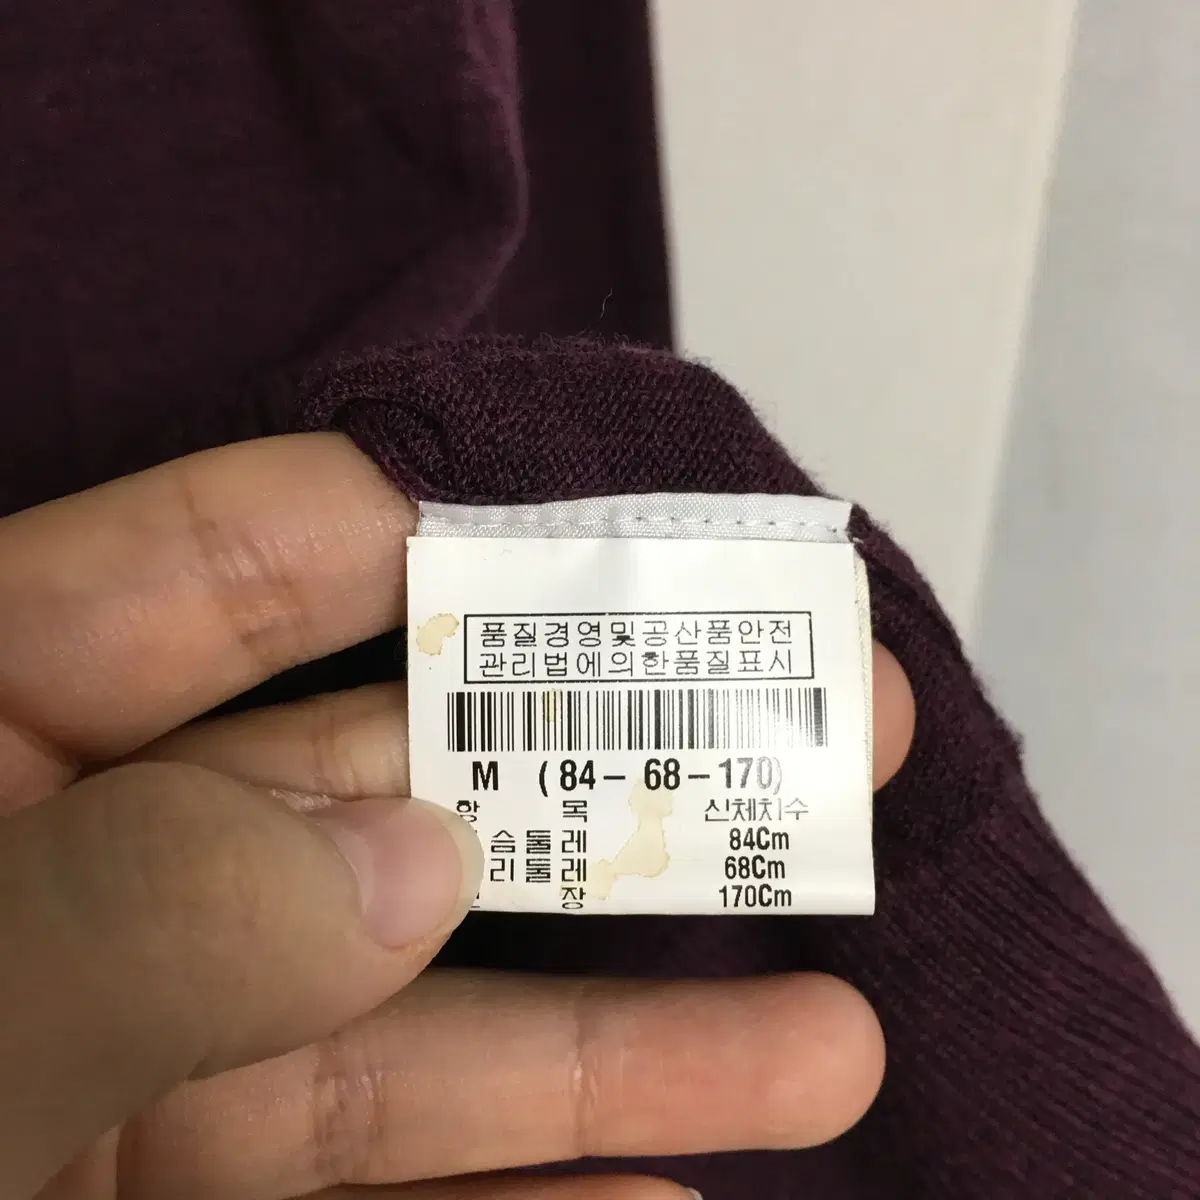 품질경영및공산품안전
관리법에의한품질표시
M (84-68-170)
항 목 신체치수
슴둘레 84Cm
리둘레 68Cm
장 170Cm